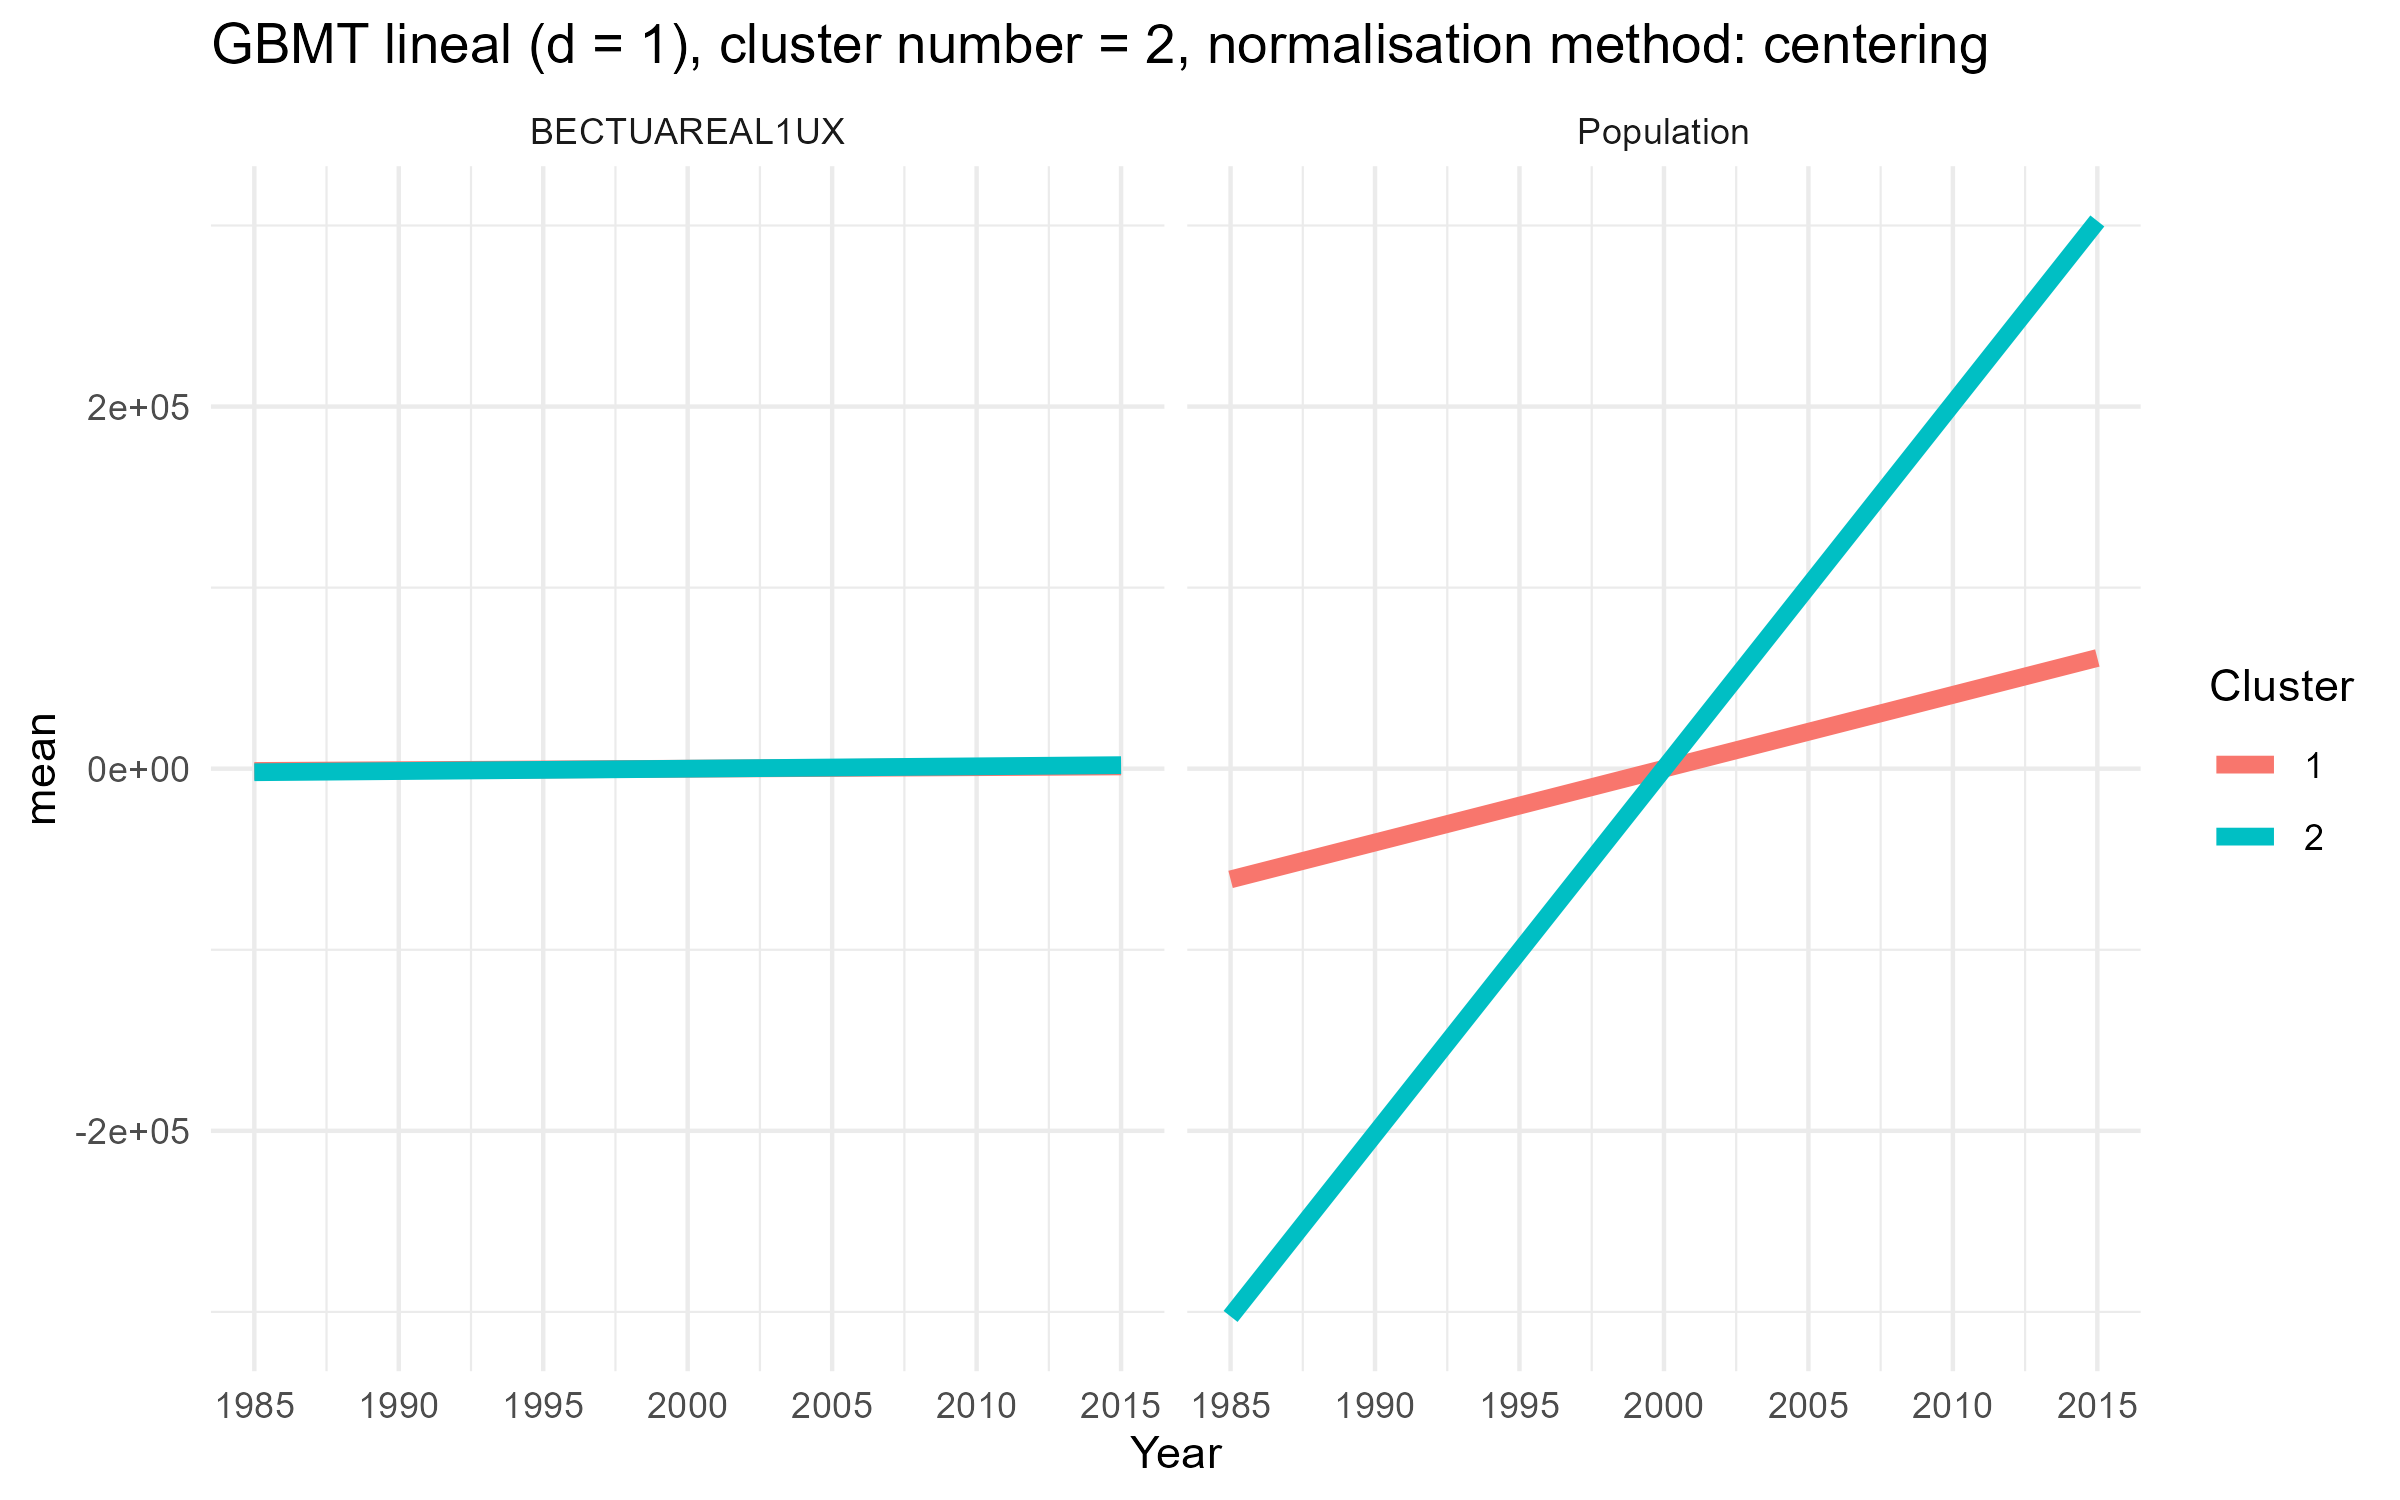 GBMT lineal (d = 1), cluster number = 2, normalisation method: centering
BECTUAREAL1UX Population
2e+05
0e+00
-2e+05
mean
1985 1990 1995 2000 2005 2010 2015 1985 1990 1995 2000 2005 2010 2015
Year
Cluster
1
2